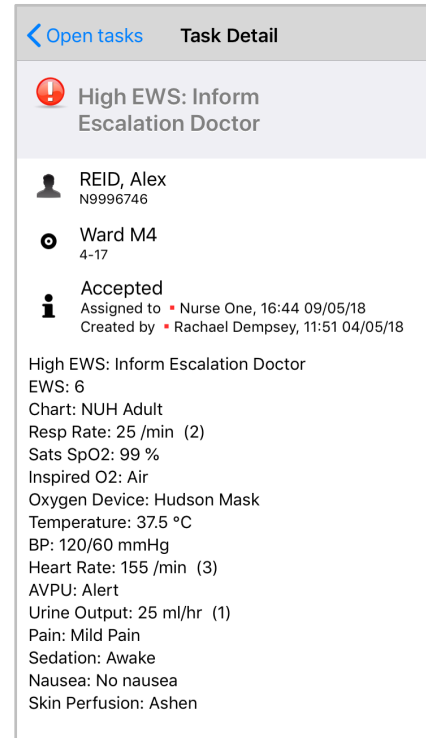 Open tasks Task Detail
High EWS: Inform
Escalation Doctor
REID, Alex
N9996746
Ward M4
4-17
Accepted
Assigned to ▪ Nurse One, 16:44 09/05/18
Created by ▪ Rachael Dempsey, 11:51 04/05/18
High EWS: Inform Escalation Doctor
EWS: 6
Chart: NUH Adult
Resp Rate: 25 /min (2)
Sats SpO2: 99 %
Inspired O2: Air
Oxygen Device: Hudson Mask
Temperature: 37.5 °C
BP: 120/60 mmHg
Heart Rate: 155 /min (3)
AVPU: Alert
Urine Output: 25 ml/hr (1)
Pain: Mild Pain
Sedation: Awake
Nausea: No nausea
Skin Perfusion: Ashen